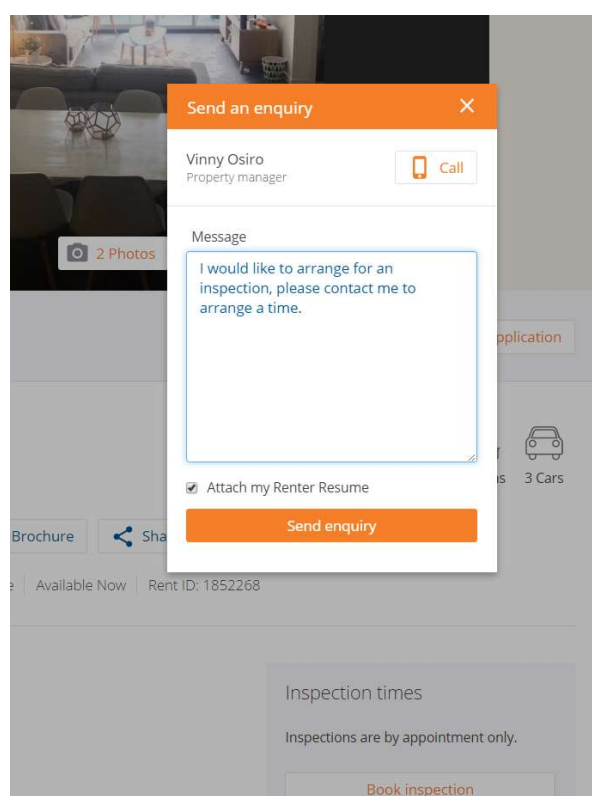 Send an enquiry
Vinny Osiro
Call
Property manager
Message
2 Photos
I would like to arrange for an
inspection, please contact me to
arrange a time.
pplication
3 Cars
Attach my Renter Resume
Send enquiry
Brochure
Sha
Available Now
Rent ID: 1852268
Inspection times
Inspections are by appointment only.
Book inspection